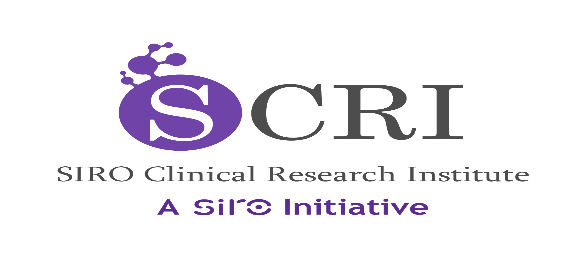 SCRI
SIRO Clinical Research Institute
A Siro Initiative